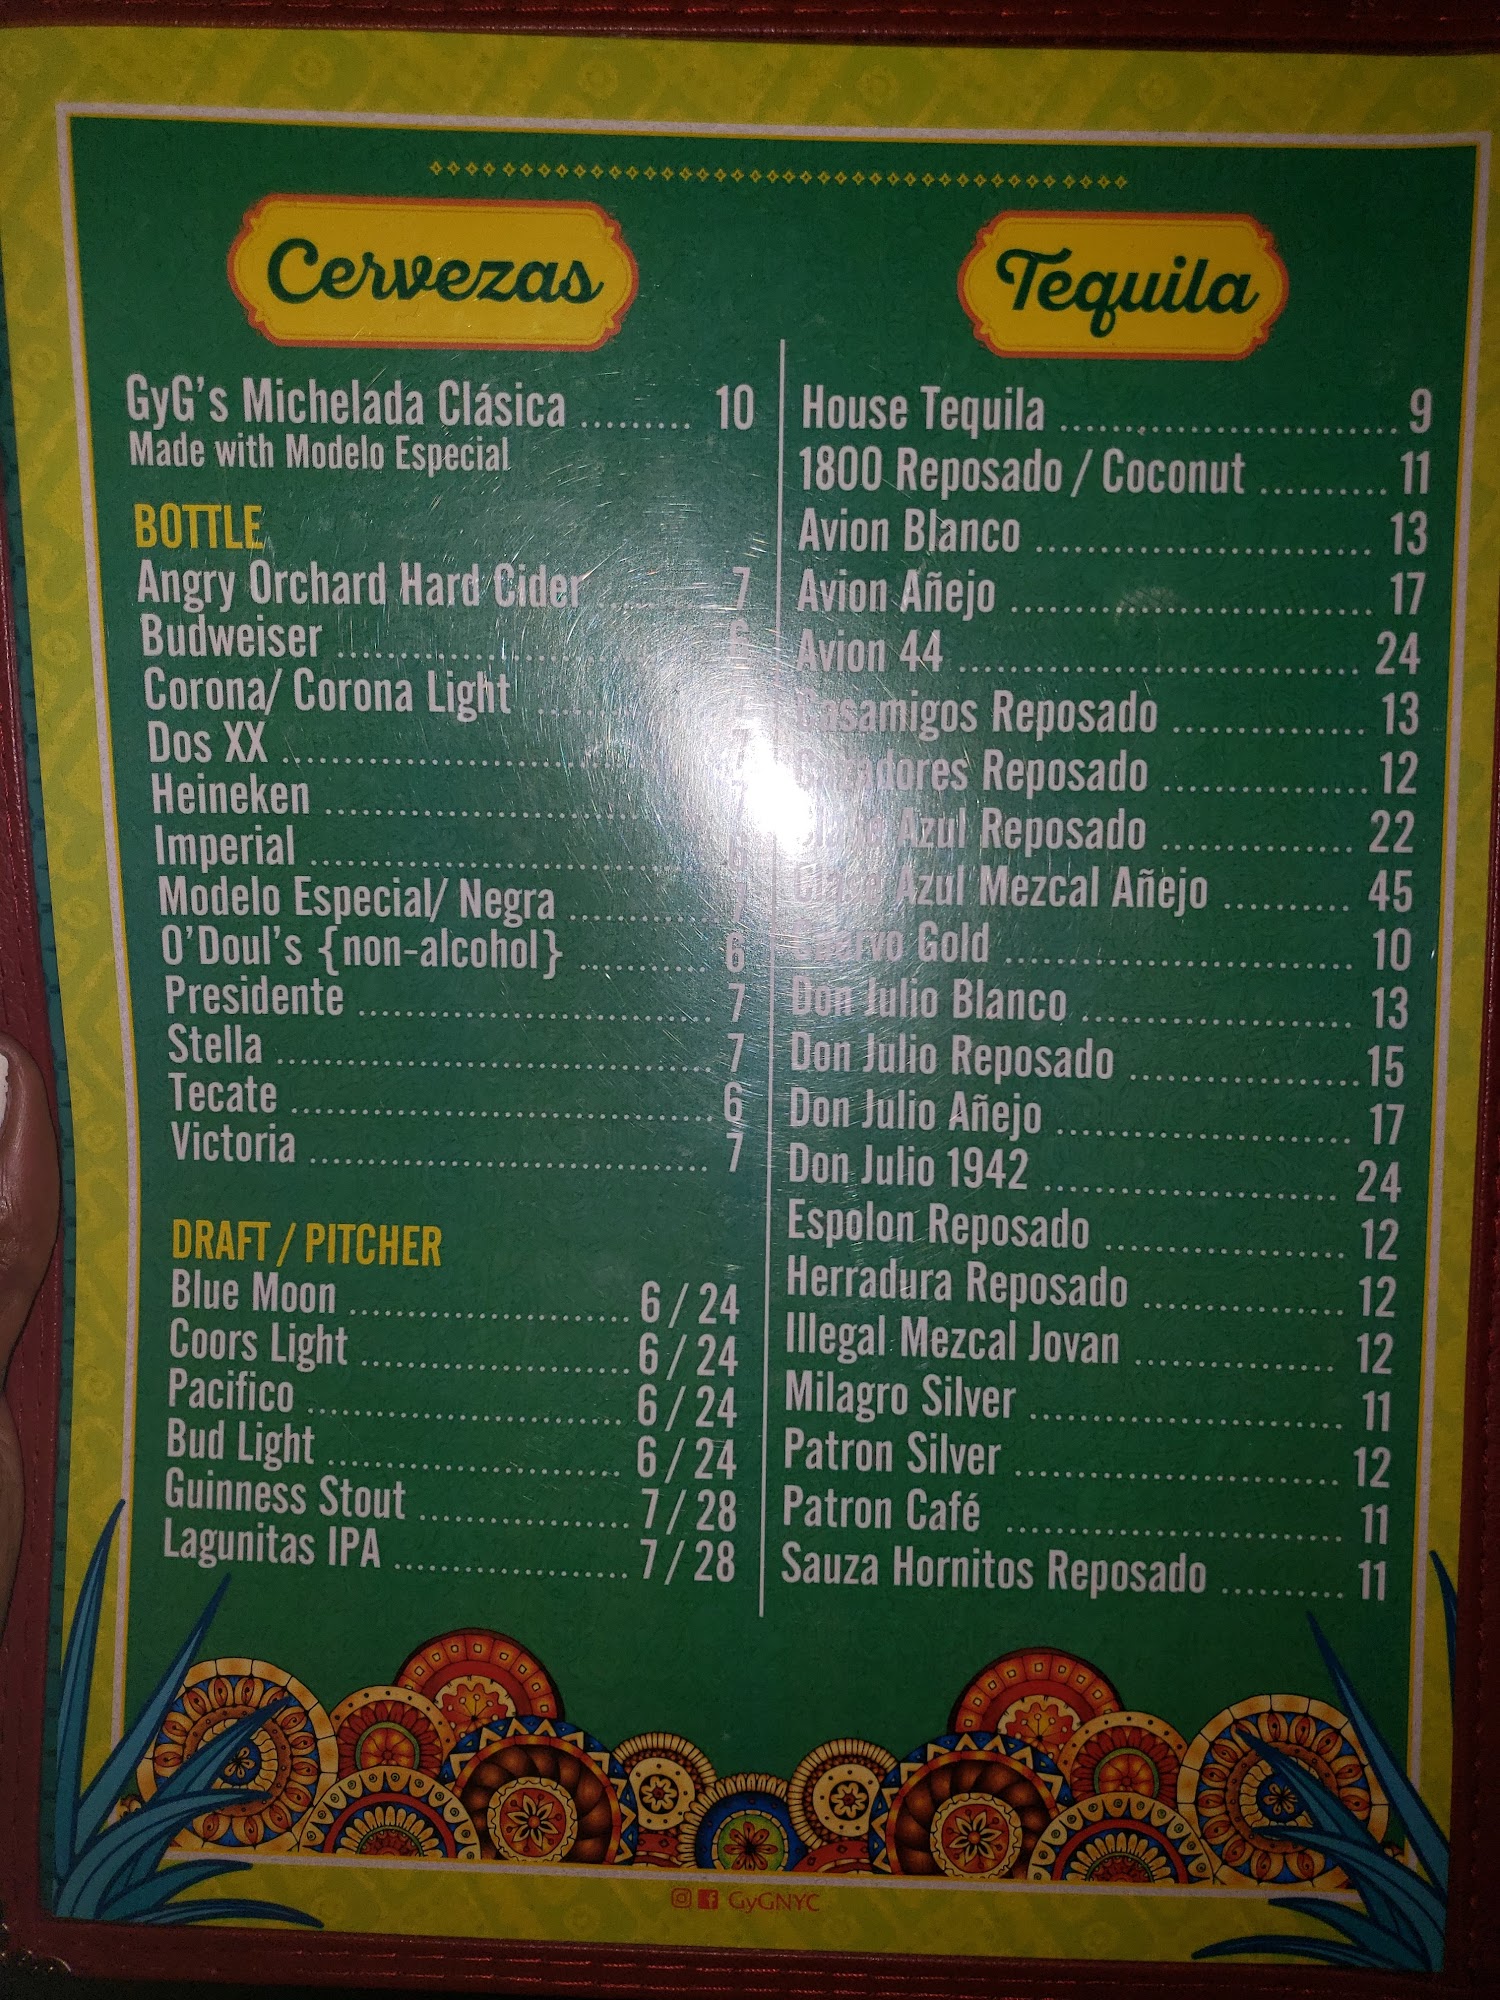 Cervezas
GyG's Michelada Clásica ......... 10
Made with Modelo Especial
BOTTLE
Angry Orchard Hard Cider ......... 7
Budweiser ......... 6
Corona/ Corona Light .........
Dos XX ......... 7
Heineken .........
Imperial ......... 6
Modelo Especial/ Negra ......... 7
O'Doul's {non-alcohol} ......... 6
Presidente ......... 7
Stella ......... 7
Tecate ......... 6
Victoria ......... 7
DRAFT / PITCHER
Blue Moon ......... 6 / 24
Coors Light ......... 6 / 24
Pacifico ......... 6 / 24
Bud Light ......... 6 / 24
Guinness Stout ......... 7 / 28
Lagunitas IPA ......... 7 / 28
Tequila
House Tequila ......... 9
1800 Reposado / Coconut ......... 11
Avion Blanco ......... 13
Avion Añejo ......... 17
Avion 44 ......... 24
Casamigos Reposado ......... 13
Cazadores Reposado ......... 12
Azul Reposado ......... 22
Azul Mezcal Añejo ......... 45
Cuervo Gold ......... 10
Don Julio Blanco ......... 13
Don Julio Reposado ......... 15
Don Julio Añejo ......... 17
Don Julio 1942 ......... 24
Espolon Reposado ......... 12
Herradura Reposado ......... 12
Illegal Mezcal Jovan ......... 12
Milagro Silver ......... 11
Patron Silver ......... 12
Patron Café ......... 11
Sauza Hornitos Reposado ......... 11
GyGNYC